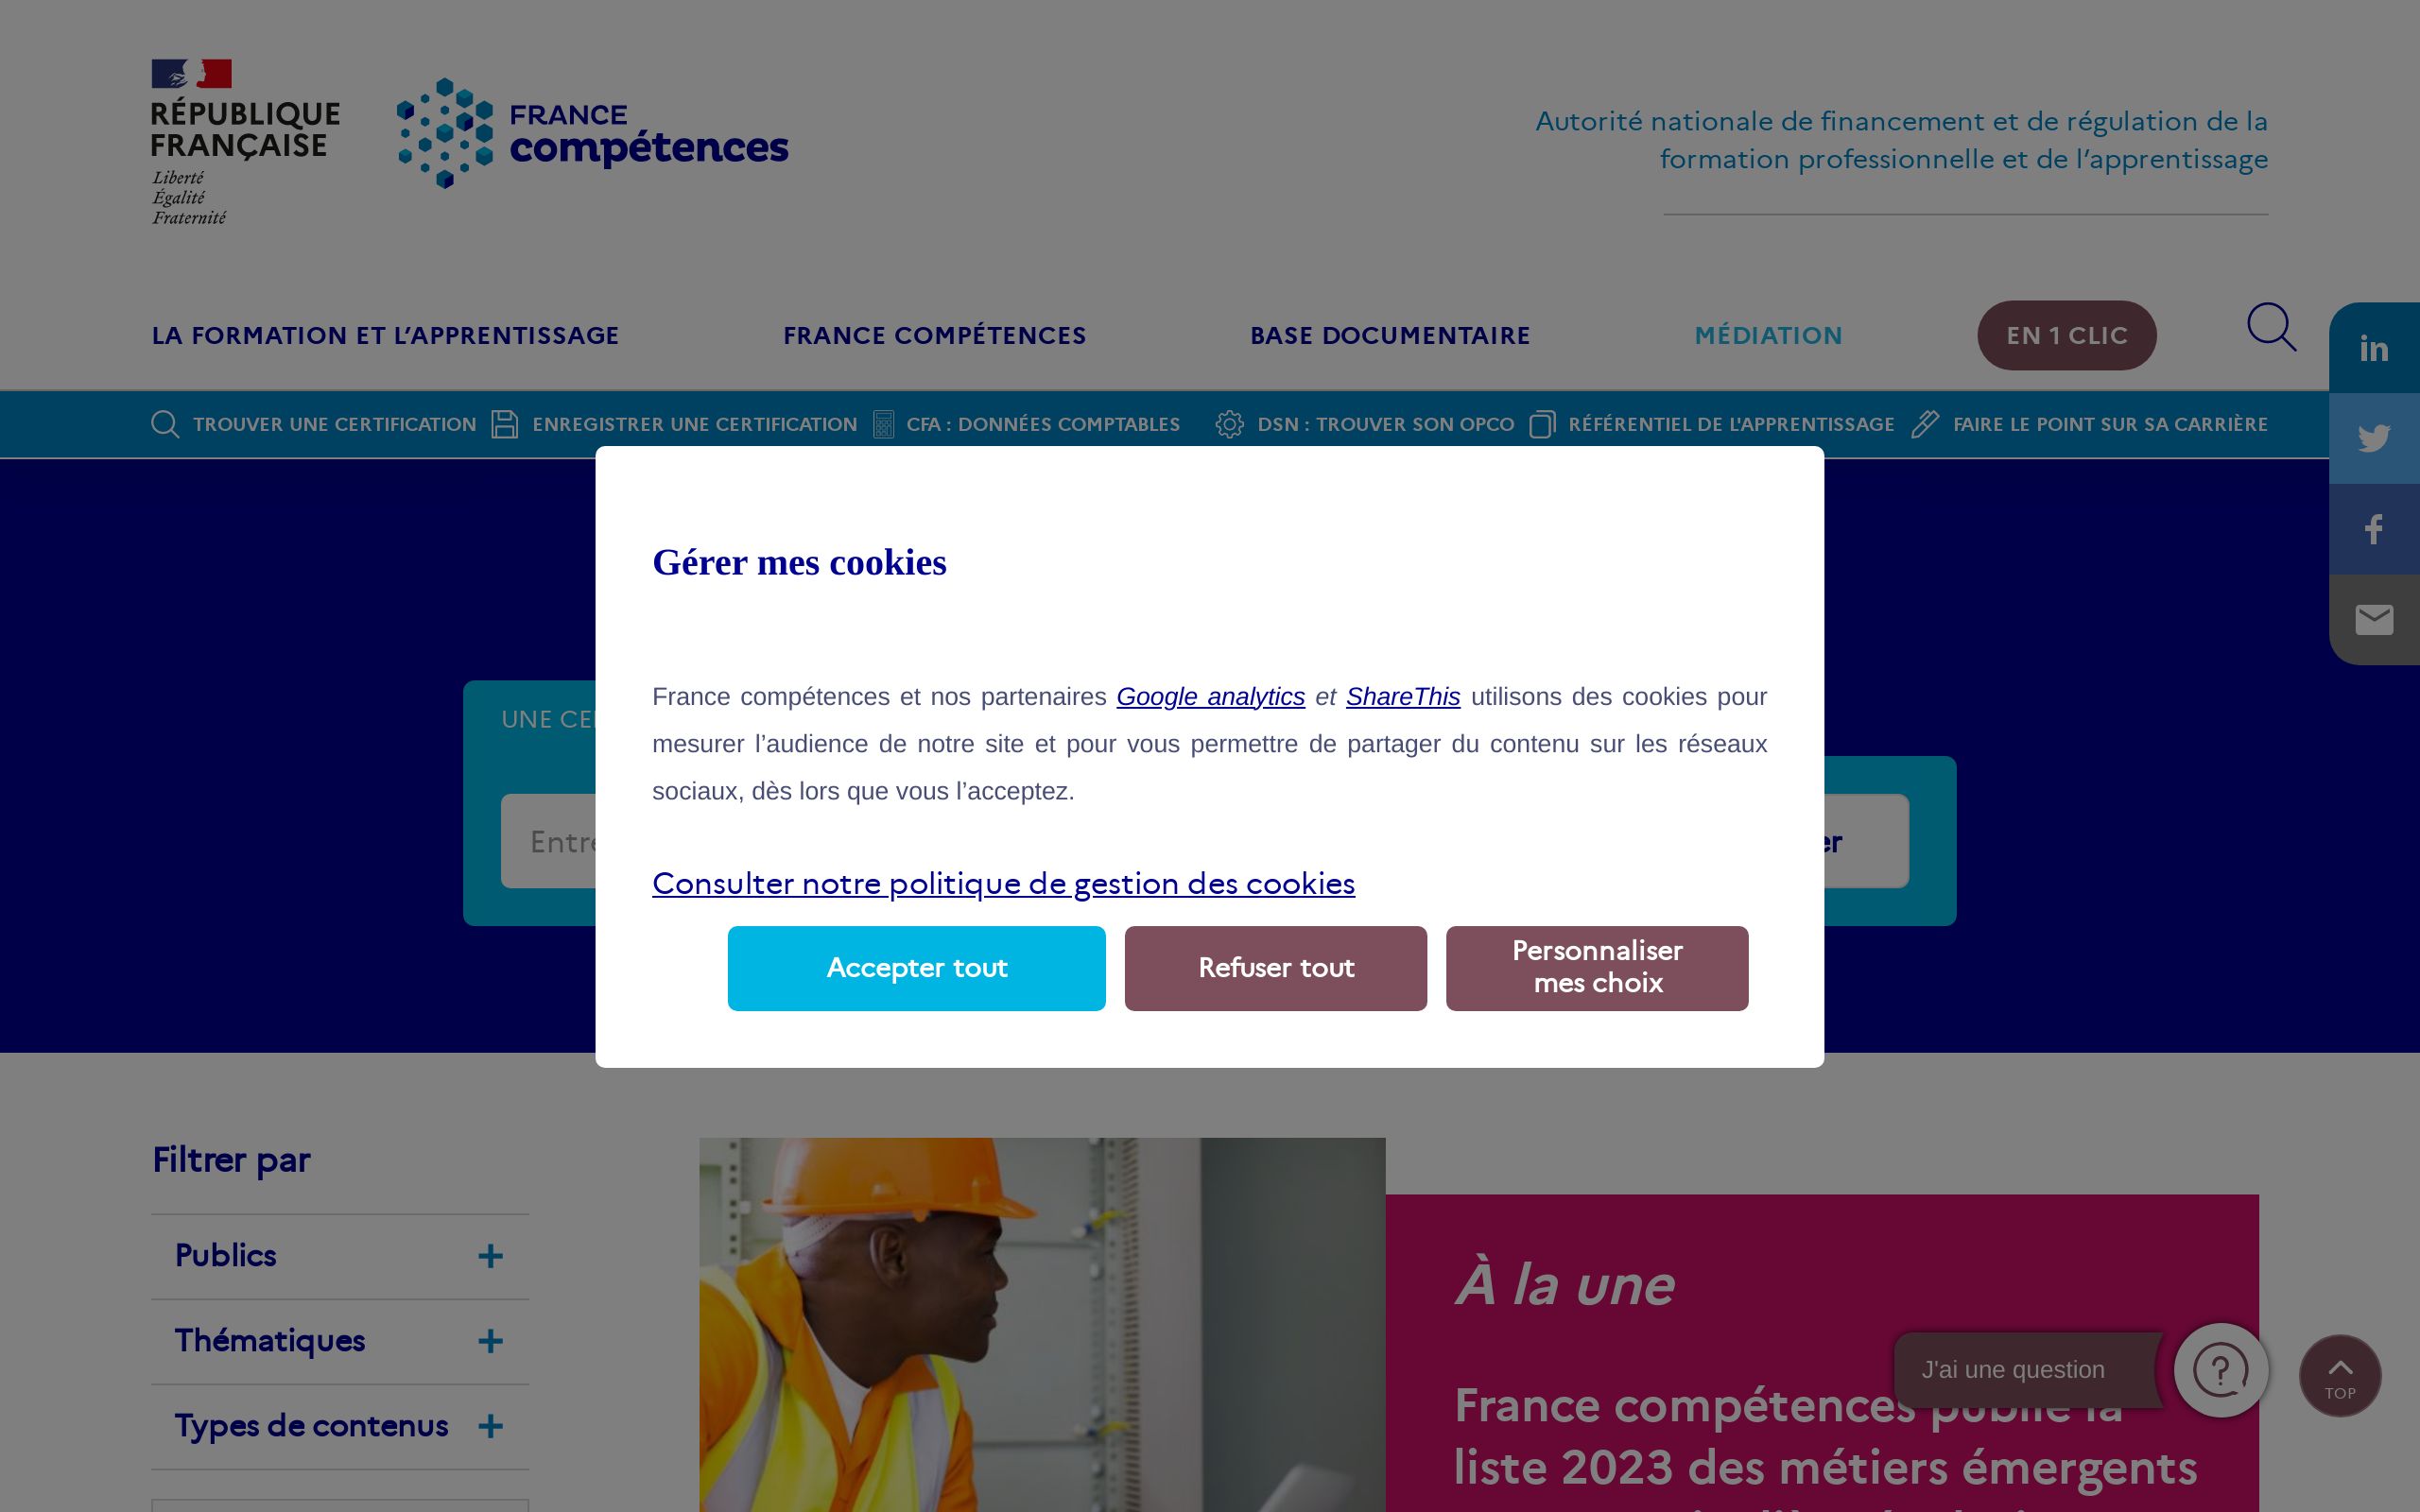 RÉPUBLIQUE
FRANÇAISE
Liberté
Égalité
Fraternité
FRANCE
compétences
Autorité nationale de financement et de régulation de la
formation professionnelle et de l’apprentissage
LA FORMATION ET L’APPRENTISSAGE FRANCE COMPÉTENCES BASE DOCUMENTAIRE MÉDIATION EN 1 CLIC
TROUVER UNE CERTIFICATION ENREGISTRER UNE CERTIFICATION CFA : DONNÉES COMPTABLES DSN : TROUVER SON OPCO RÉFÉRENTIEL DE L'APPRENTISSAGE FAIRE LE POINT SUR SA CARRIÈRE
Gérer mes cookies
France compétences et nos partenaires Google analytics et ShareThis utilisons des cookies pour
mesurer l’audience de notre site et pour vous permettre de partager du contenu sur les réseaux
sociaux, dès lors que vous l’acceptez.
UNE
Consulter notre politique de gestion des cookies
Accepter tout
Refuser tout
Personnaliser
mes choix
Filtrer par
Publics
Thématiques
Types de contenus
À la une
J'ai une question
TOP
France compétences publie la
liste 2023 des métiers émergents